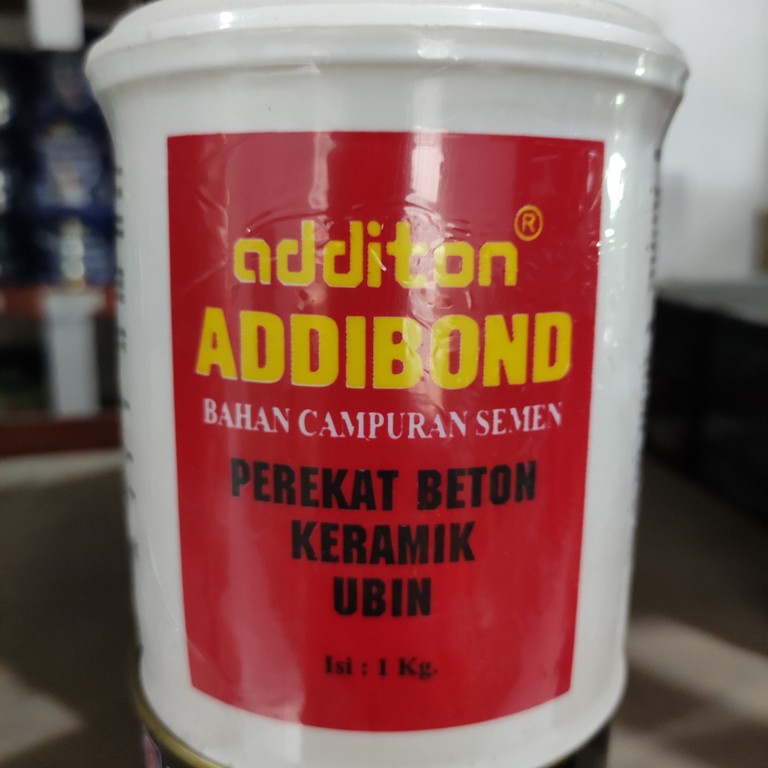 additon ®
ADDIBOND
BAHAN CAMPURAN SEMEN
PEREKAT BETON
KERAMIK
UBIN
Isi : 1 Kg.